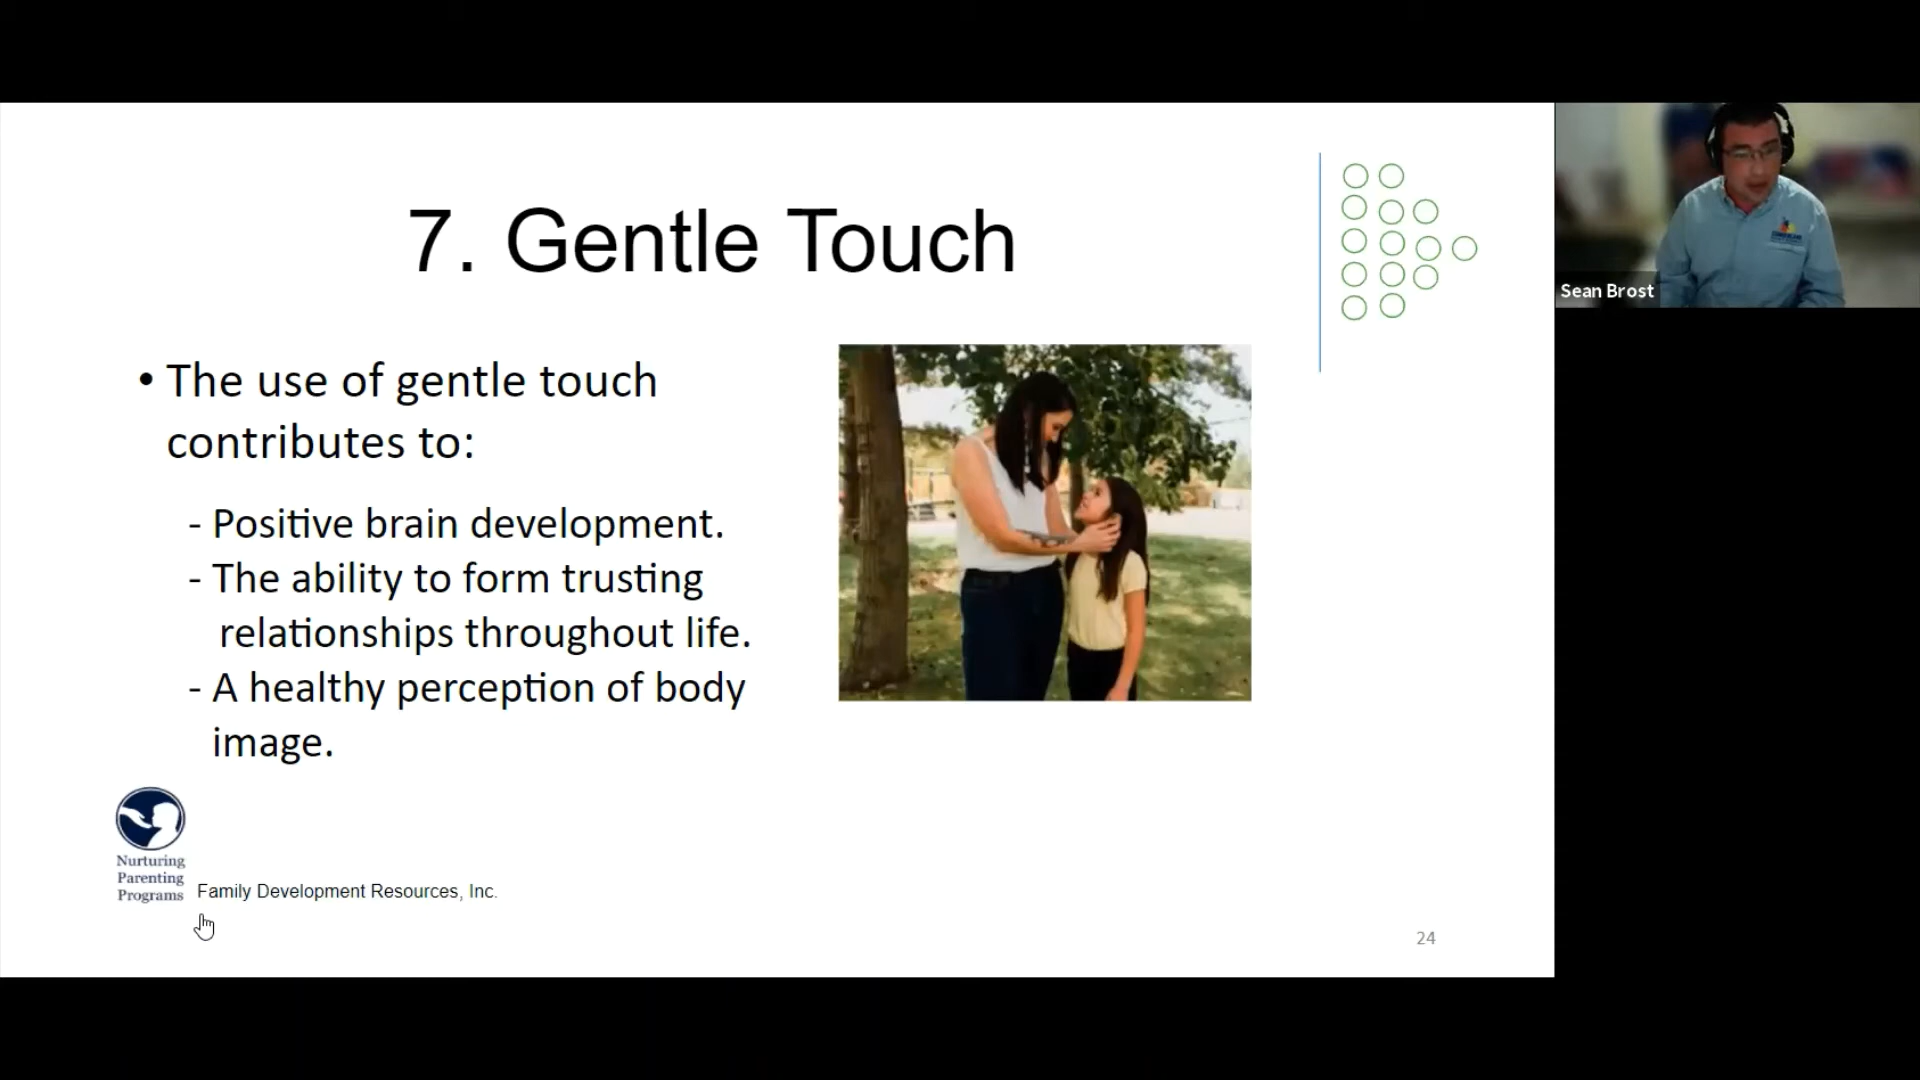 7. Gentle Touch
• The use of gentle touch
contributes to:
- Positive brain development.
- The ability to form trusting
relationships throughout life.
- A healthy perception of body
image.
Nurturing
Parenting
Programs
Family Development Resources, Inc.
24
Sean Brost